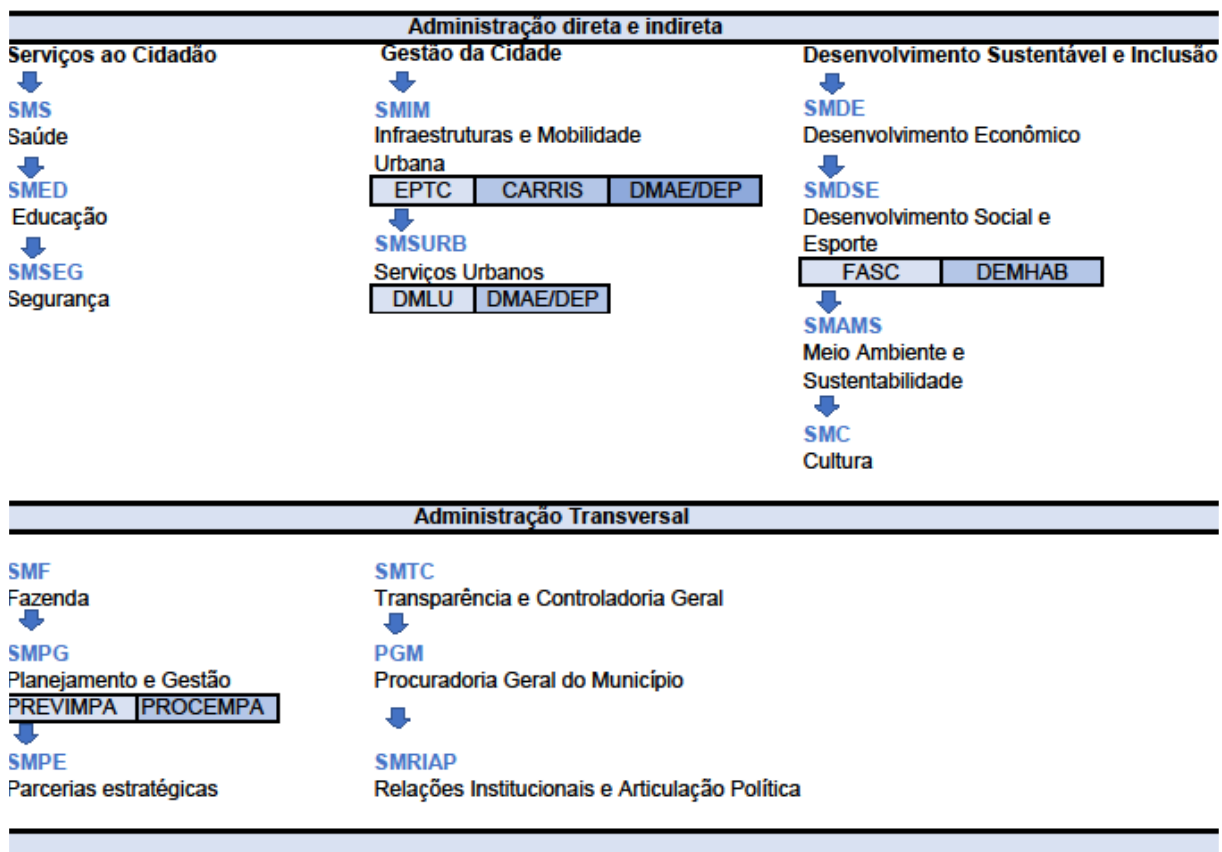 Administração direta e indireta
Serviços ao Cidadão
SMS
Saúde
SMED
Educação
SMSEG
Segurança
Gestão da Cidade
SMIM
Infraestruturas e Mobilidade
Urbana
EPTC CARRIS DMAE/DEP
SMSURB
Serviços Urbanos
DMLU DMAE/DEP
Desenvolvimento Sustentável e Inclusão
SMDE
Desenvolvimento Econômico
SMDSE
Desenvolvimento Social e
Esporte
FASC DEMHAB
SMAMS
Meio Ambiente e
Sustentabilidade
SMC
Cultura
Administração Transversal
SMF
Fazenda
SMPG
Planejamento e Gestão
PREVIMPA PROCEMPA
SMPE
Parcerias estratégicas
SMTC
Transparência e Controladoria Geral
PGM
Procuradoria Geral do Município
SMRIAP
Relações Institucionais e Articulação Política